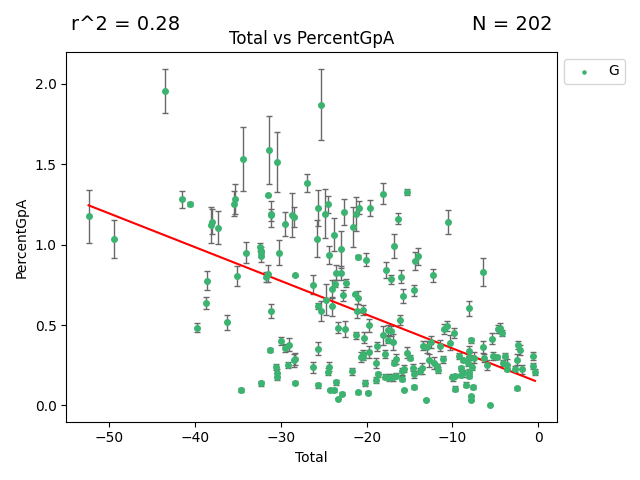 r^2 = 0.28 N = 202
Total vs PercentGpA
G
PercentGpA
2.0
1.5
1.0
0.5
0.0
−50 −40 −30 −20 −10 0
Total